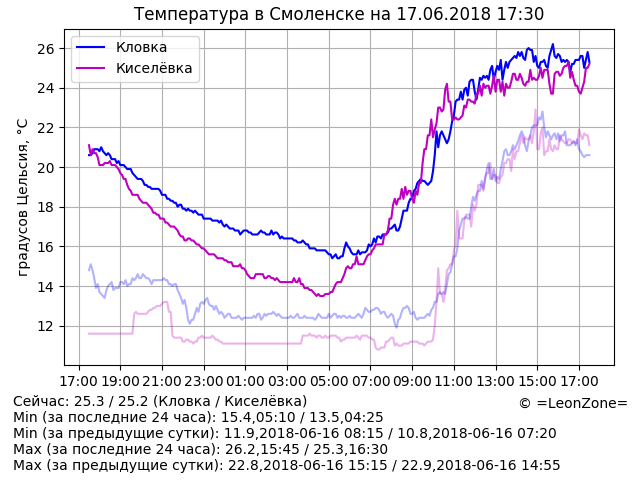 Температура в Смоленске на 17.06.2018 17:30
Кловка
Киселёвка
градусов Цельсия, °C
26
24
22
20
18
16
14
12
17:00 19:00 21:00 23:00 01:00 03:00 05:00 07:00 09:00 11:00 13:00 15:00 17:00
Сейчас: 25.3 / 25.2 (Кловка / Киселёвка)
© =LeonZone=
Min (за последние 24 часа): 15.4,05:10 / 13.5,04:25
Min (за предыдущие сутки): 11.9,2018-06-16 08:15 / 10.8,2018-06-16 07:20
Max (за последние 24 часа): 26.2,15:45 / 25.3,16:30
Max (за предыдущие сутки): 22.8,2018-06-16 15:15 / 22.9,2018-06-16 14:55